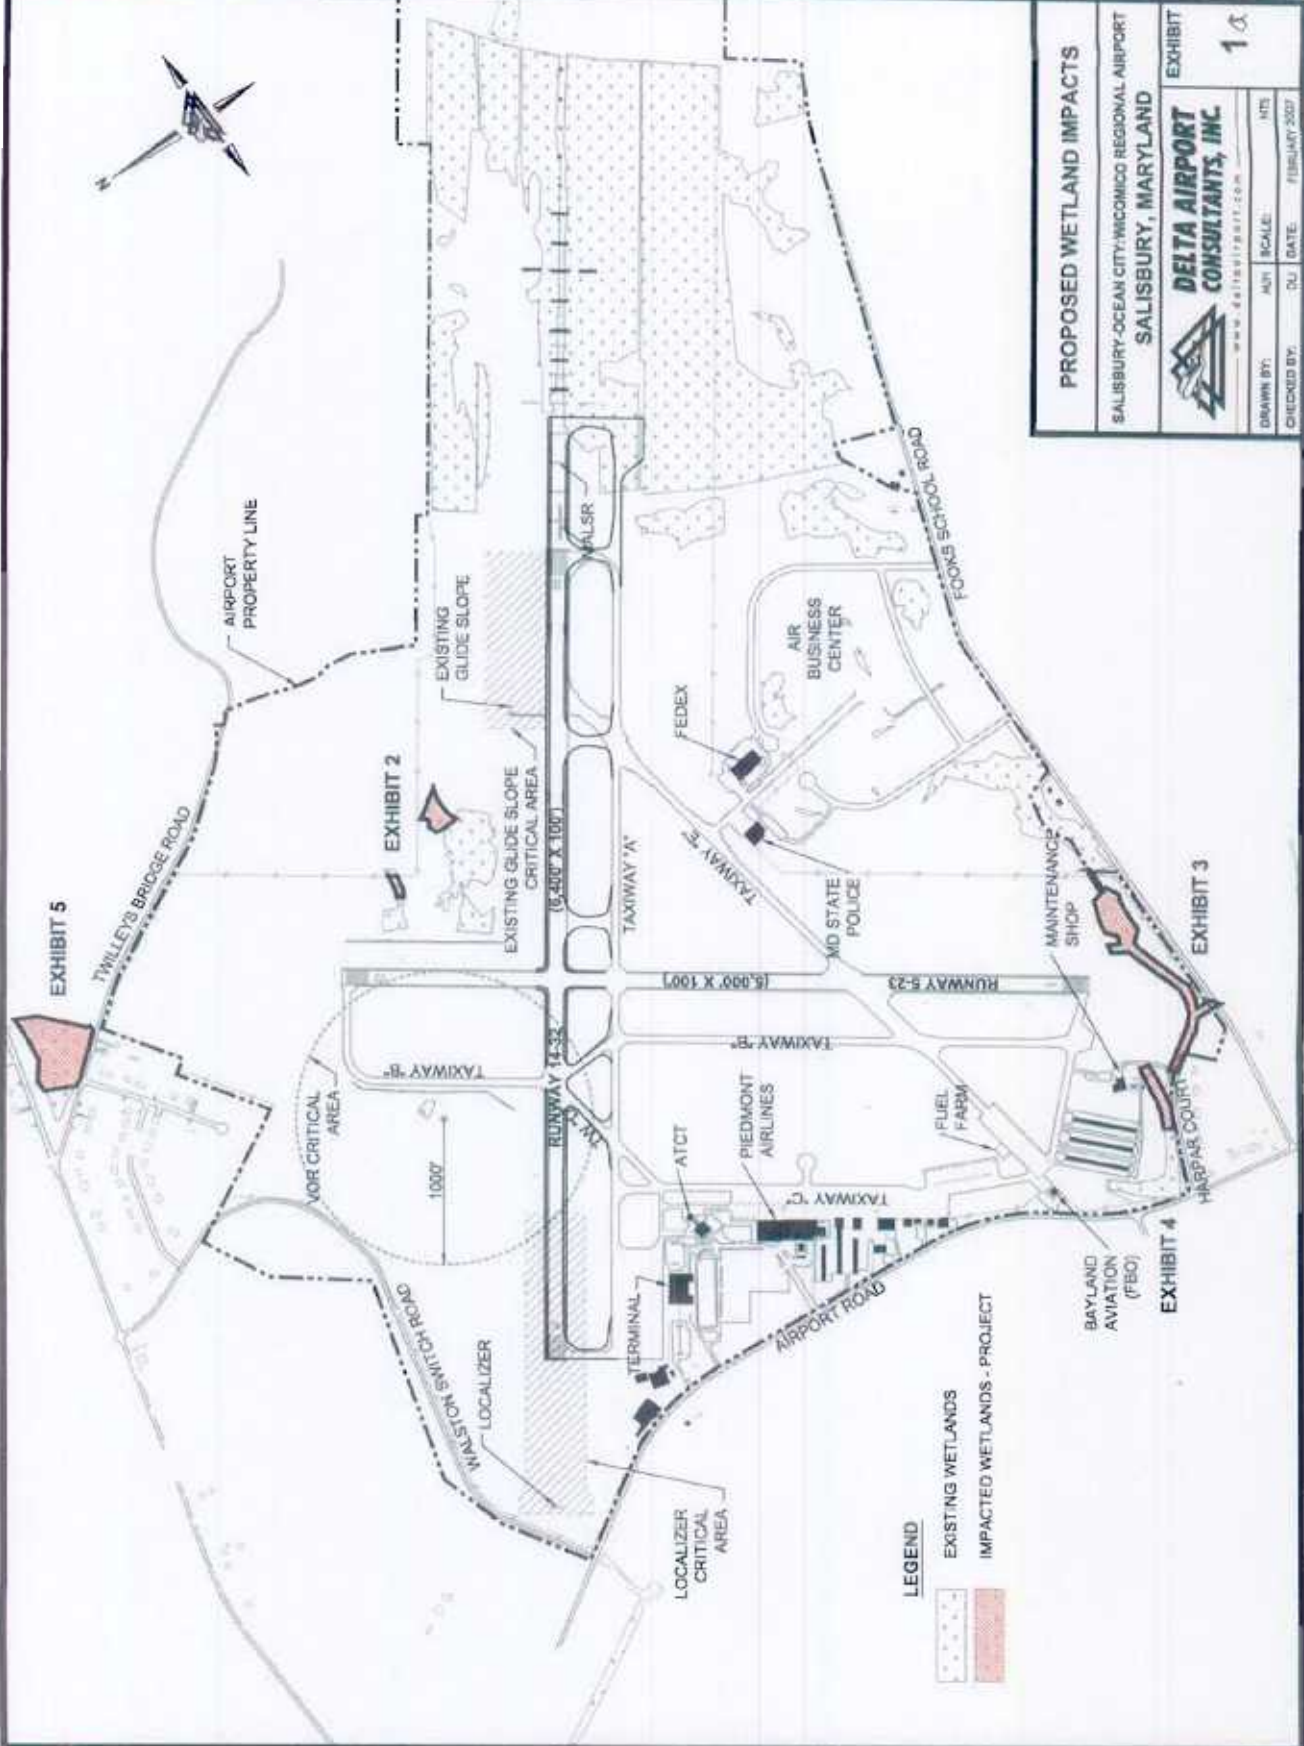 EXHIBIT 5
TWILLEYS BRIDGE ROAD
AIRPORT
PROPERTY LINE
N
EXHIBIT 2
EXISTING
GLIDE SLOPE
EXISTING GLIDE SLOPE
CRITICAL AREA
VOR CRITICAL
AREA
1000'
TAXIWAY "B"
WALSTON SWITCH ROAD
LOCALIZER
RUNWAY 14-32
(6,400' X 100')
MALSR
T/W "C"
TAXIWAY "A"
LOCALIZER
CRITICAL
AREA
TERMINAL
ATCT
PIEDMONT
AIRLINES
TAXIWAY "B"
(5,000' X 100')
TAXIWAY "E"
FEDEX
MD STATE
POLICE
AIR
BUSINESS
CENTER
AIRPORT ROAD
TAXIWAY "C"
FUEL
FARM
RUNWAY 5-23
FOOKS SCHOOL ROAD
MAINTENANCE
SHOP
BAYLAND
AVIATION
(FBO)
EXHIBIT 4
HARPAR COURT
EXHIBIT 3
LEGEND
EXISTING WETLANDS
IMPACTED WETLANDS - PROJECT
PROPOSED WETLAND IMPACTS
SALISBURY-OCEAN CITY:WICOMICO REGIONAL AIRPORT
SALISBURY, MARYLAND
DELTA AIRPORT
CONSULTANTS, INC.
www.deltaairport.com
EXHIBIT
1a
DRAWN BY: MJH SCALE: NTS
CHECKED BY: DLJ DATE: FEBRUARY 2007